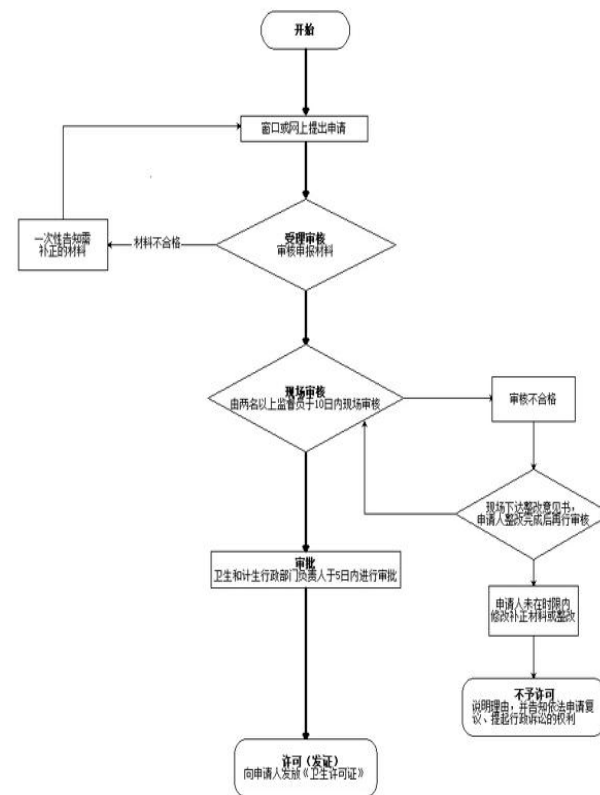 开始
窗口或网上提出申请
受理审核
审核申报材料
材料不合格
一次性告知需
补正的材料
现场审核
由两名以上监督员于10日内现场审核
审核不合格
现场下达整改意见书,
申请人整改完成后再行审核
审批
卫生和计生行政部门负责人于5日内进行审批
申请人未在时限内
修改补正材料或整改
不予许可
说明理由，并告知依法申请复
议、提起行政诉讼的权利
许可（发证）
向申请人发放《卫生许可证》